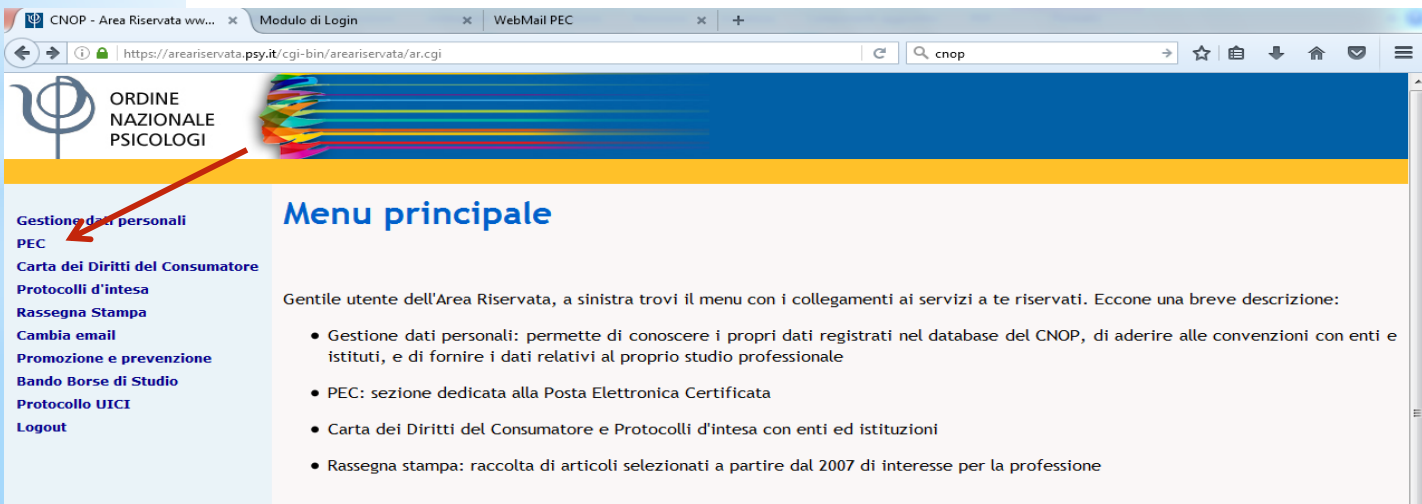 CNOP - Area Riservata ww...
Modulo di Login
WebMail PEC
https://areariservata.psy.it/cgi-bin/areariservata/ar.cgi
cnop
ORDINE
NAZIONALE
PSICOLOGI
Gestione dati personali
PEC
Carta dei Diritti del Consumatore
Protocolli d'intesa
Rassegna Stampa
Cambia email
Promozione e prevenzione
Bando Borse di Studio
Protocollo UICI
Logout
Menu principale
Gentile utente dell'Area Riservata, a sinistra trovi il menu con i collegamenti ai servizi a te riservati. Eccone una breve descrizione:
• Gestione dati personali: permette di conoscere i propri dati registrati nel database del CNOP, di aderire alle convenzioni con enti e
istituti, e di fornire i dati relativi al proprio studio professionale
• PEC: sezione dedicata alla Posta Elettronica Certificata
• Carta dei Diritti del Consumatore e Protocolli d'intesa con enti ed istituzioni
• Rassegna stampa: raccolta di articoli selezionati a partire dal 2007 di interesse per la professione